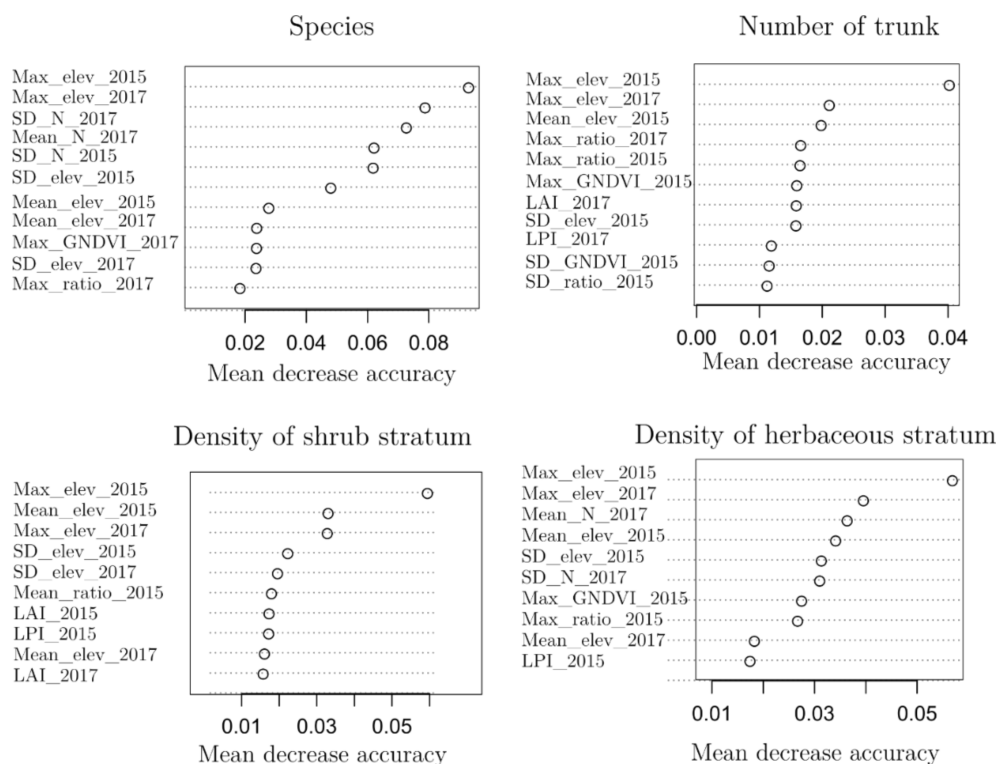 Species
Max_elev_2015
Max_elev_2017
SD_N_2017
Mean_N_2017
SD_N_2015
SD_elev_2015
Mean_elev_2015
Mean_elev_2017
Max_GNDVI_2017
SD_elev_2017
Max_ratio_2017
0.02 0.04 0.06 0.08
Mean decrease accuracy
Number of trunk
Max_elev_2015
Max_elev_2017
Mean_elev_2015
Max_ratio_2017
Max_ratio_2015
Max_GNDVI_2015
LAI_2017
SD_elev_2015
LPI_2017
SD_GNDVI_2015
SD_ratio_2015
0.00 0.01 0.02 0.03 0.04
Mean decrease accuracy
Density of shrub stratum
Max_elev_2015
Mean_elev_2015
Max_elev_2017
SD_elev_2015
SD_elev_2017
Mean_ratio_2015
LAI_2015
LPI_2015
Mean_elev_2017
LAI_2017
0.01 0.03 0.05
Mean decrease accuracy
Density of herbaceous stratum
Max_elev_2015
Max_elev_2017
Mean_N_2017
Mean_elev_2015
SD_elev_2015
SD_N_2017
Max_GNDVI_2015
Max_ratio_2015
Mean_elev_2017
LPI_2015
0.01 0.03 0.05
Mean decrease accuracy